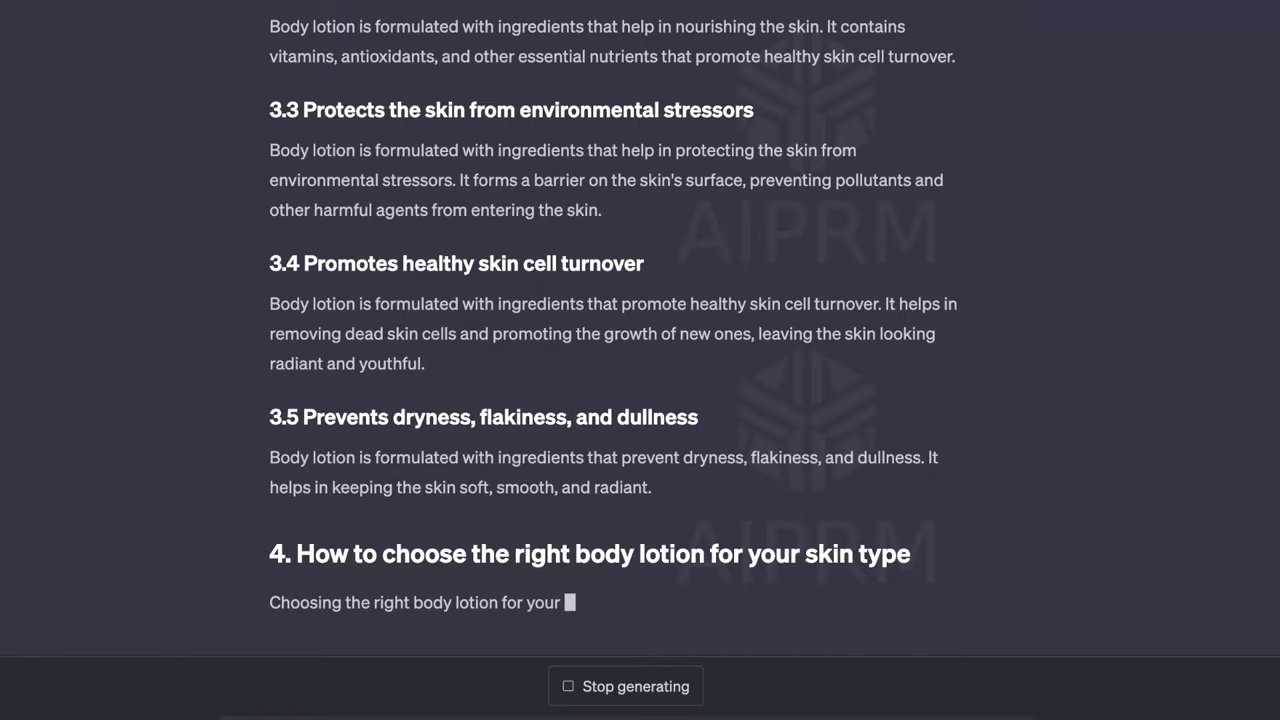 Body lotion is formulated with ingredients that help in nourishing the skin. It contains
vitamins, antioxidants, and other essential nutrients that promote healthy skin cell turnover.
3.3 Protects the skin from environmental stressors
Body lotion is formulated with ingredients that help in protecting the skin from
environmental stressors. It forms a barrier on the skin's surface, preventing pollutants and
other harmful agents from entering the skin.
AIPRM
3.4 Promotes healthy skin cell turnover
Body lotion is formulated with ingredients that promote healthy skin cell turnover. It helps in
removing dead skin cells and promoting the growth of new ones, leaving the skin looking
radiant and youthful.
3.5 Prevents dryness, flakiness, and dullness
Body lotion is formulated with ingredients that prevent dryness, flakiness, and dullness. It
helps in keeping the skin soft, smooth, and radiant.
AIPRM
4. How to choose the right body lotion for your skin type
Choosing the right body lotion for your
Stop generating